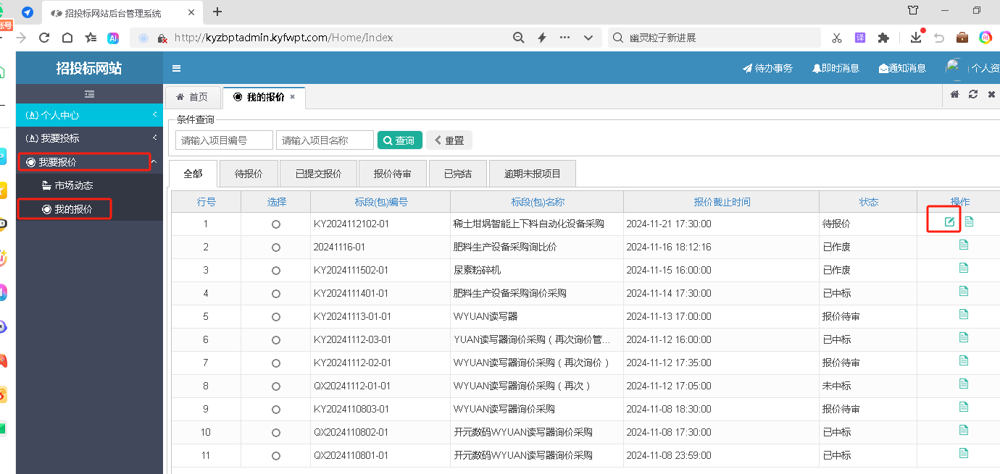 招投标网站后台管理系统
账号
AI
http://kyzbptadmin.kyfwpt.com/Home/Index
幽灵粒子新进展
译
AI
招投标网站
待办事务
即时消息
通知消息
个人资
首页
我的报价
个人中心
我要投标
我要报价
市场动态
我的报价
条件查询
请输入项目编号
请输入项目名称
查询
重置
全部
待报价
已提交报价
报价待审
已完结
逾期未报项目
行号 选择 标段(包)编号 标段(包)名称 报价截止时间 状态 操作
1 KY2024112102-01 稀土坩埚智能上下料自动化设备采购 2024-11-21 17:30:00 待报价
2 20241116-01 肥料生产设备采购询比价 2024-11-16 18:12:16 已作废
3 KY2024111502-01 尿素粉碎机 2024-11-15 16:00:00 已作废
4 KY2024111401-01 肥料生产设备采购询价采购 2024-11-14 17:30:00 已中标
5 KY20241113-01-01 WYUAN读写器 2024-11-13 17:00:00 报价待审
6 KY20241112-03-01 YUAN读写器询价采购（再次询价管... 2024-11-12 16:00:00 已中标
7 KY20241112-02-01 WYUAN读写器询价采购（再次询价） 2024-11-12 17:35:00 报价待审
8 QX20241112-01-01 WYUAN读写器询价采购（再次） 2024-11-12 17:05:00 未中标
9 KY2024110803-01 WYUAN读写器询价采购 2024-11-08 18:30:00 报价待审
10 QX2024110802-01 开元数码WYUAN读写器询价采购 2024-11-08 17:30:00 已中标
11 QX2024110801-01 开元数码WYUAN读写器询价采购 2024-11-08 23:59:00 已中标